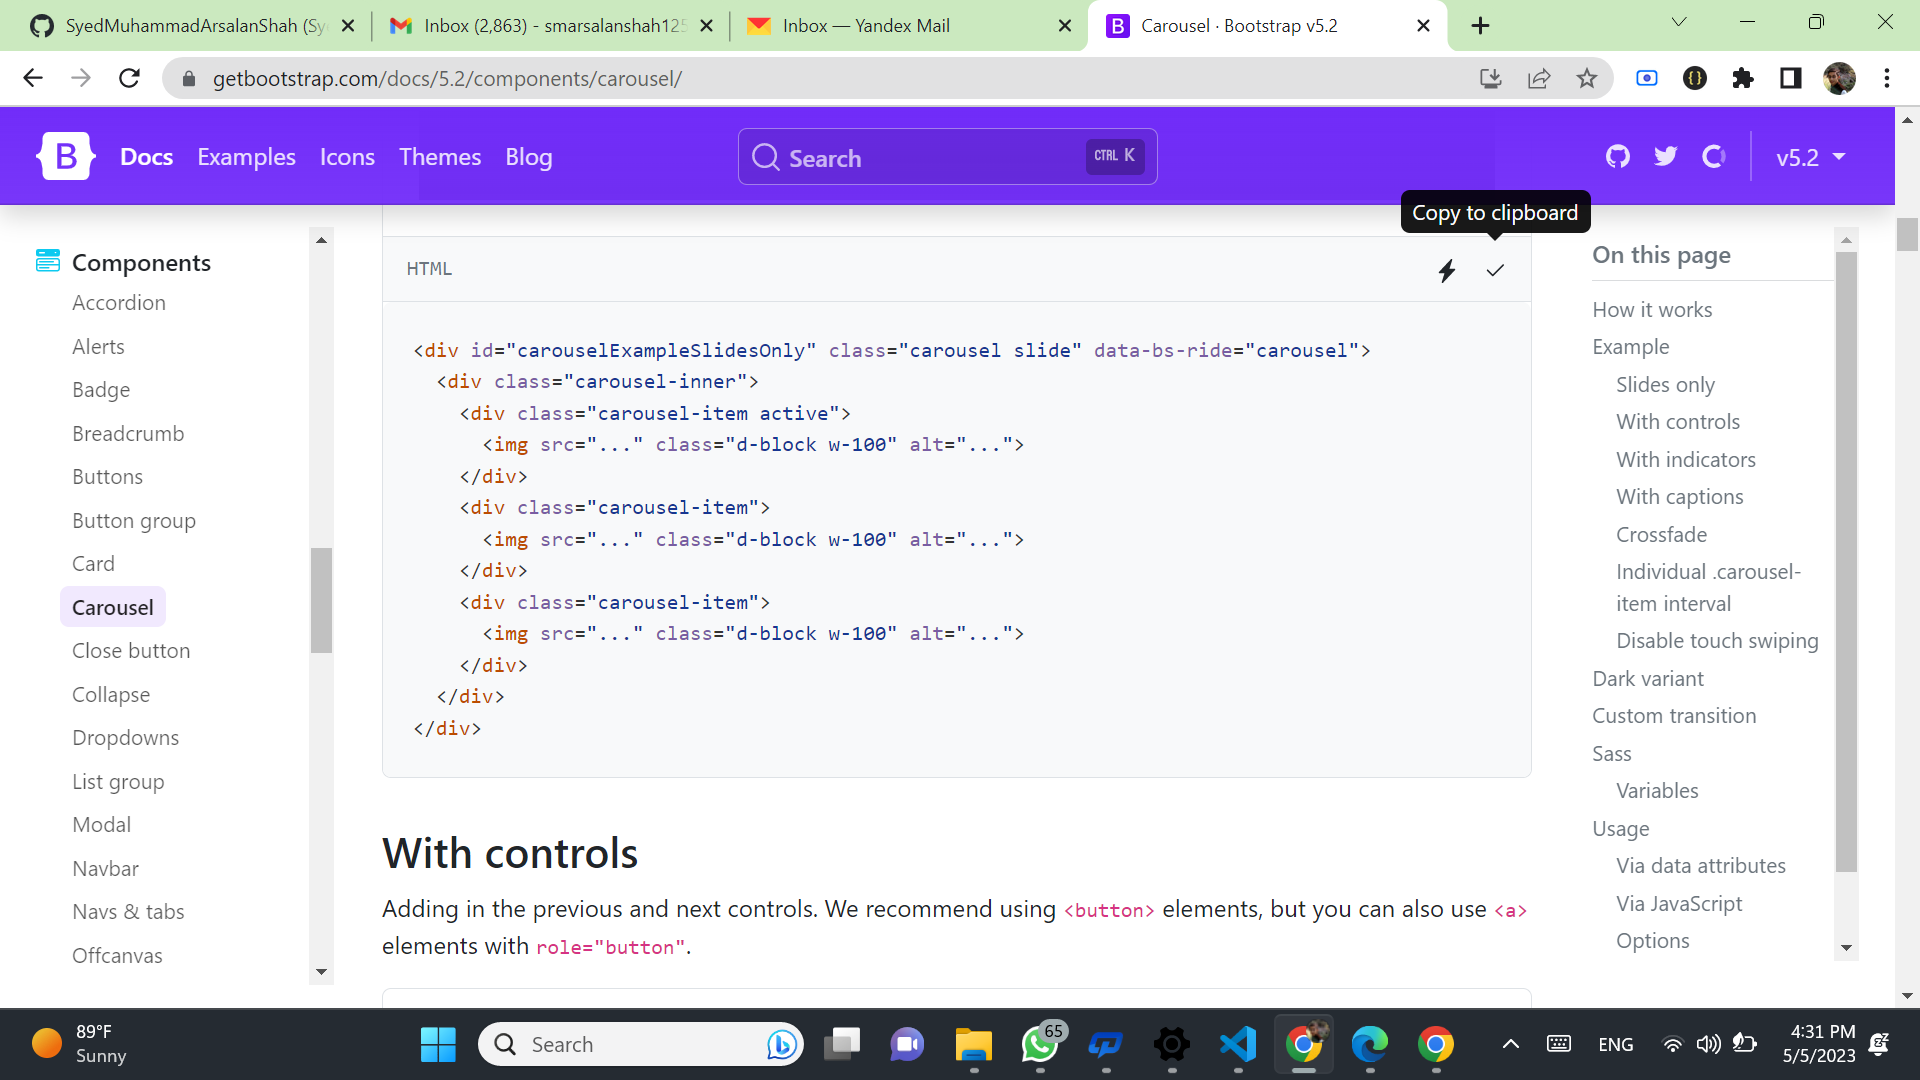 SyedMuhammadArsalanShah (Sy
Inbox (2,863) - smarsalanshah125
Inbox — Yandex Mail
B
Carousel · Bootstrap v5.2
getbootstrap.com/docs/5.2/components/carousel/
B
Docs
Examples
Icons
Themes
Blog
Search
CTRL K
v5.2
Copy to clipboard
Components
Accordion
Alerts
Badge
Breadcrumb
Buttons
Button group
Card
Carousel
Close button
Collapse
Dropdowns
List group
Modal
Navbar
Navs & tabs
Offcanvas
HTML
<div id="carouselExampleSlidesOnly" class="carousel slide" data-bs-ride="carousel">
  <div class="carousel-inner">
    <div class="carousel-item active">
      <img src="..." class="d-block w-100" alt="...">
    </div>
    <div class="carousel-item">
      <img src="..." class="d-block w-100" alt="...">
    </div>
    <div class="carousel-item">
      <img src="..." class="d-block w-100" alt="...">
    </div>
  </div>
</div>
With controls
Adding in the previous and next controls. We recommend using <button> elements, but you can also use <a>
elements with role="button".
On this page
How it works
Example
Slides only
With controls
With indicators
With captions
Crossfade
Individual .carousel-
item interval
Disable touch swiping
Dark variant
Custom transition
Sass
Variables
Usage
Via data attributes
Via JavaScript
Options
89°F
Sunny
Search
65
ENG
4:31 PM
5/5/2023